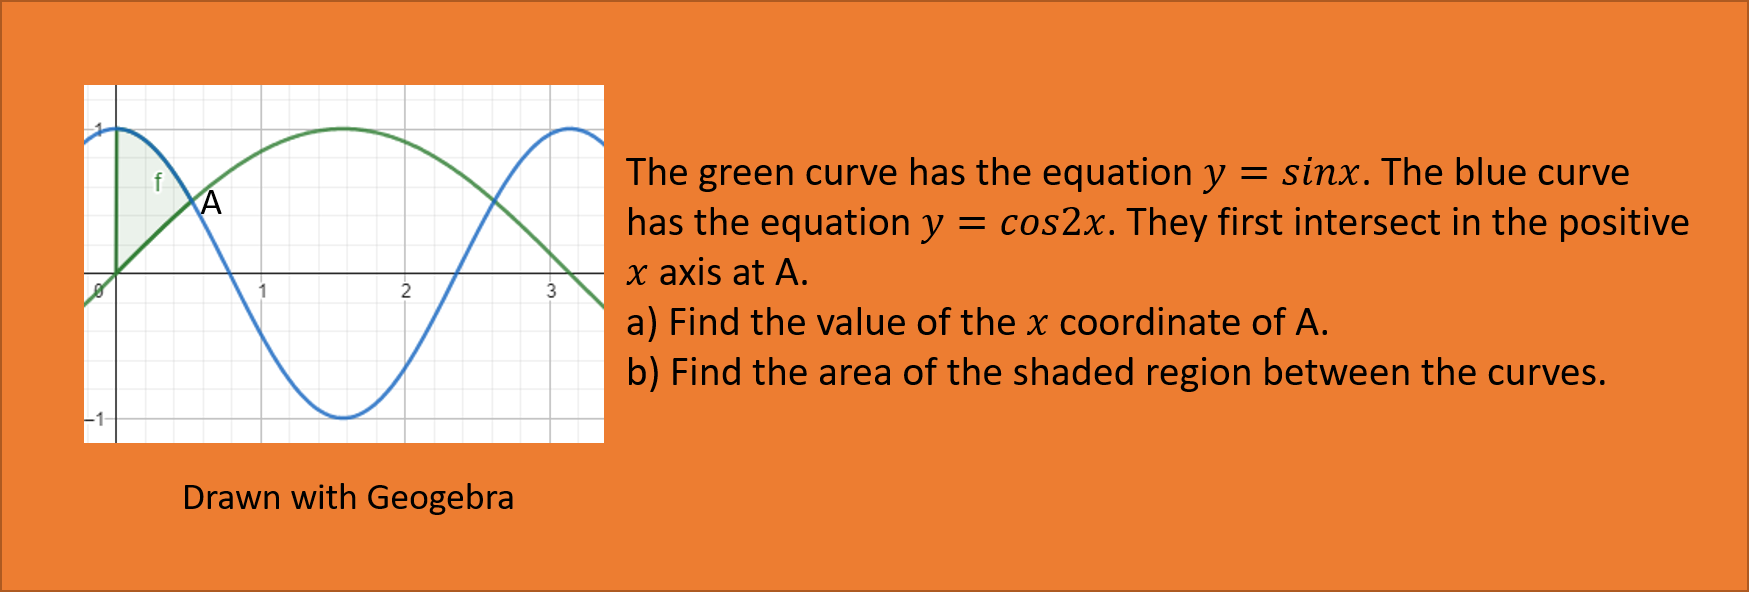 1
f
A
0
1
2
3
–1
Drawn with Geogebra
The green curve has the equation y = sinx. The blue curve
has the equation y = cos2x. They first intersect in the positive
x axis at A.
a) Find the value of the x coordinate of A.
b) Find the area of the shaded region between the curves.